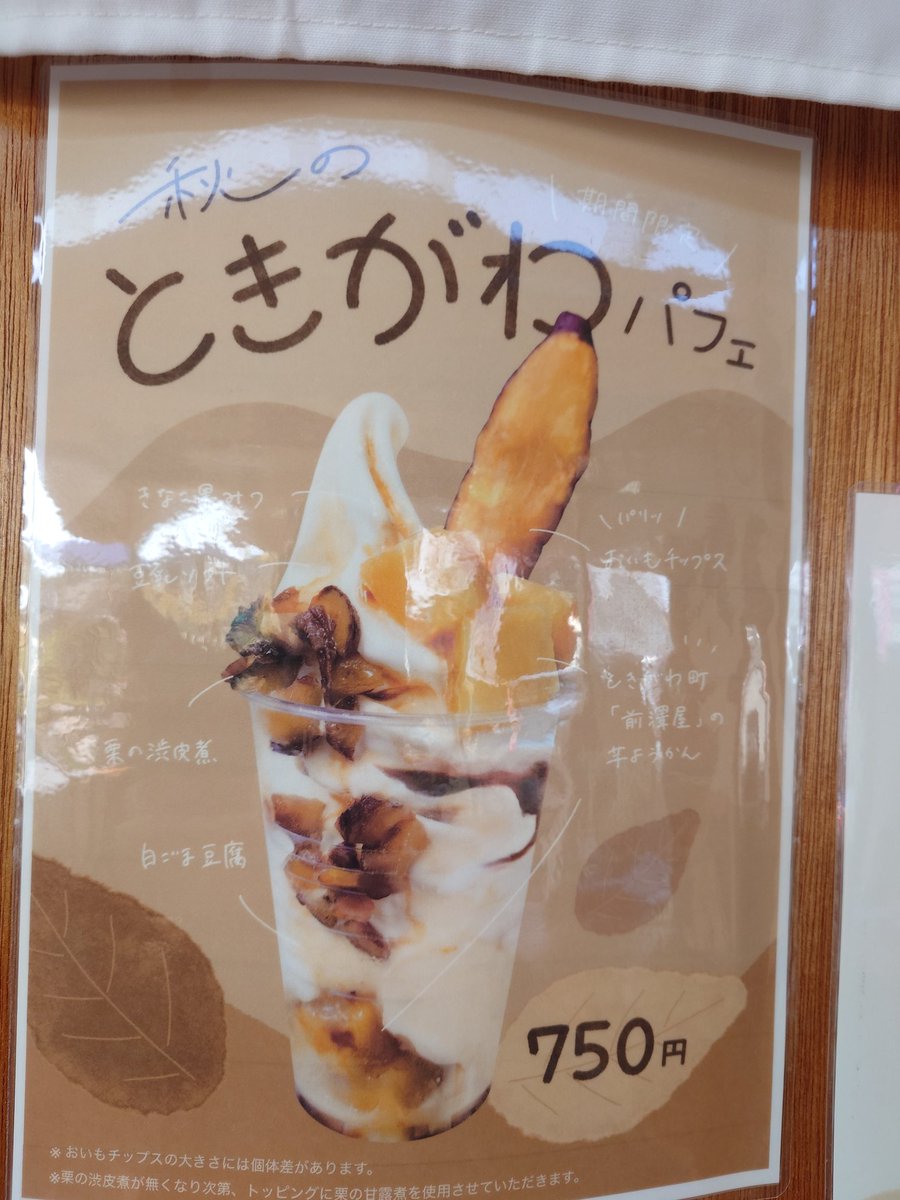 秋の
\ 期間限定 /
ときがわパフェ
きなこ黒みつ
豆乳ソフト
\ パリッ /
おいもチップス
ときがわ町
「前澤屋」の
芋ようかん
栗の渋皮煮
白ごま豆腐
750円
※おいもチップスの大きさには個体差があります。
※栗の渋皮煮が無くなり次第、トッピングに栗の甘露煮を使用させていただきます。